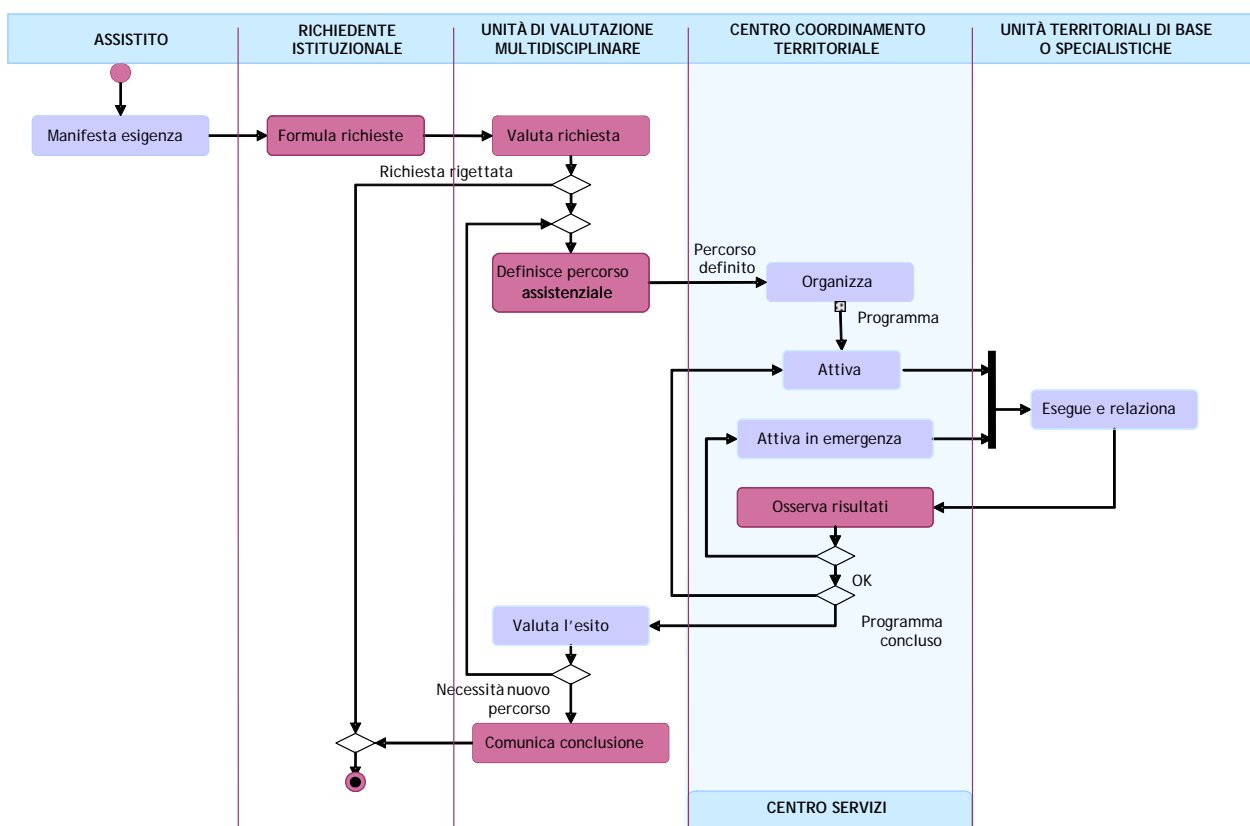 ASSISTITO
RICHIEDENTE
ISTITUZIONALE
UNITÀ DI VALUTAZIONE
MULTIDISCIPLINARE
CENTRO COORDINAMENTO
TERRITORIALE
UNITÀ TERRITORIALI DI BASE
O SPECIALISTICHE
Manifesta esigenza
Formula richieste
Valuta richiesta
Richiesta rigettata
Definisce percorso
assistenziale
Percorso
definito
Organizza
Programma
Attiva
Esegue e relaziona
Attiva in emergenza
Osserva risultati
OK
Programma
concluso
Valuta l'esito
Necessità nuovo
percorso
Comunica conclusione
CENTRO SERVIZI